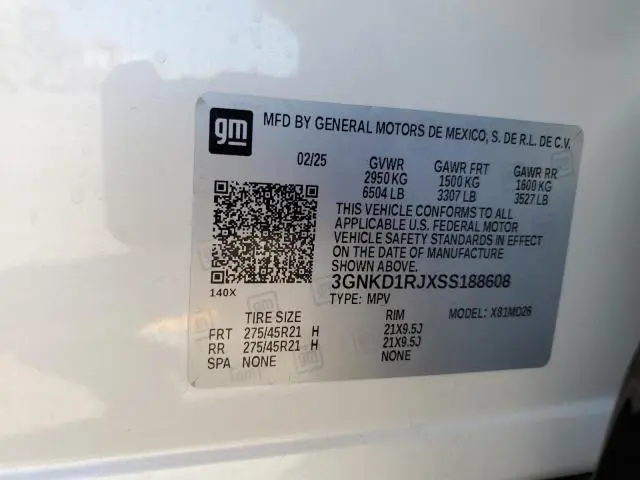 gm
MFD BY GENERAL MOTORS DE MEXICO, S. DE R.L. DE C.V.
02/25 GVWR GAWR FRT GAWR RR
2950 KG 1500 KG 1600 KG
6504 LB 3307 LB 3527 LB
THIS VEHICLE CONFORMS TO ALL
APPLICABLE U.S. FEDERAL MOTOR
VEHICLE SAFETY STANDARDS IN EFFECT
ON THE DATE OF MANUFACTURE
SHOWN ABOVE.
3GNKD1RJXSS188608
140X
TYPE: MPV MODEL: X81MD26
TIRE SIZE RIM
FRT 275/45R21 H 21X9.5J
RR 275/45R21 H 21X9.5J
SPA NONE NONE